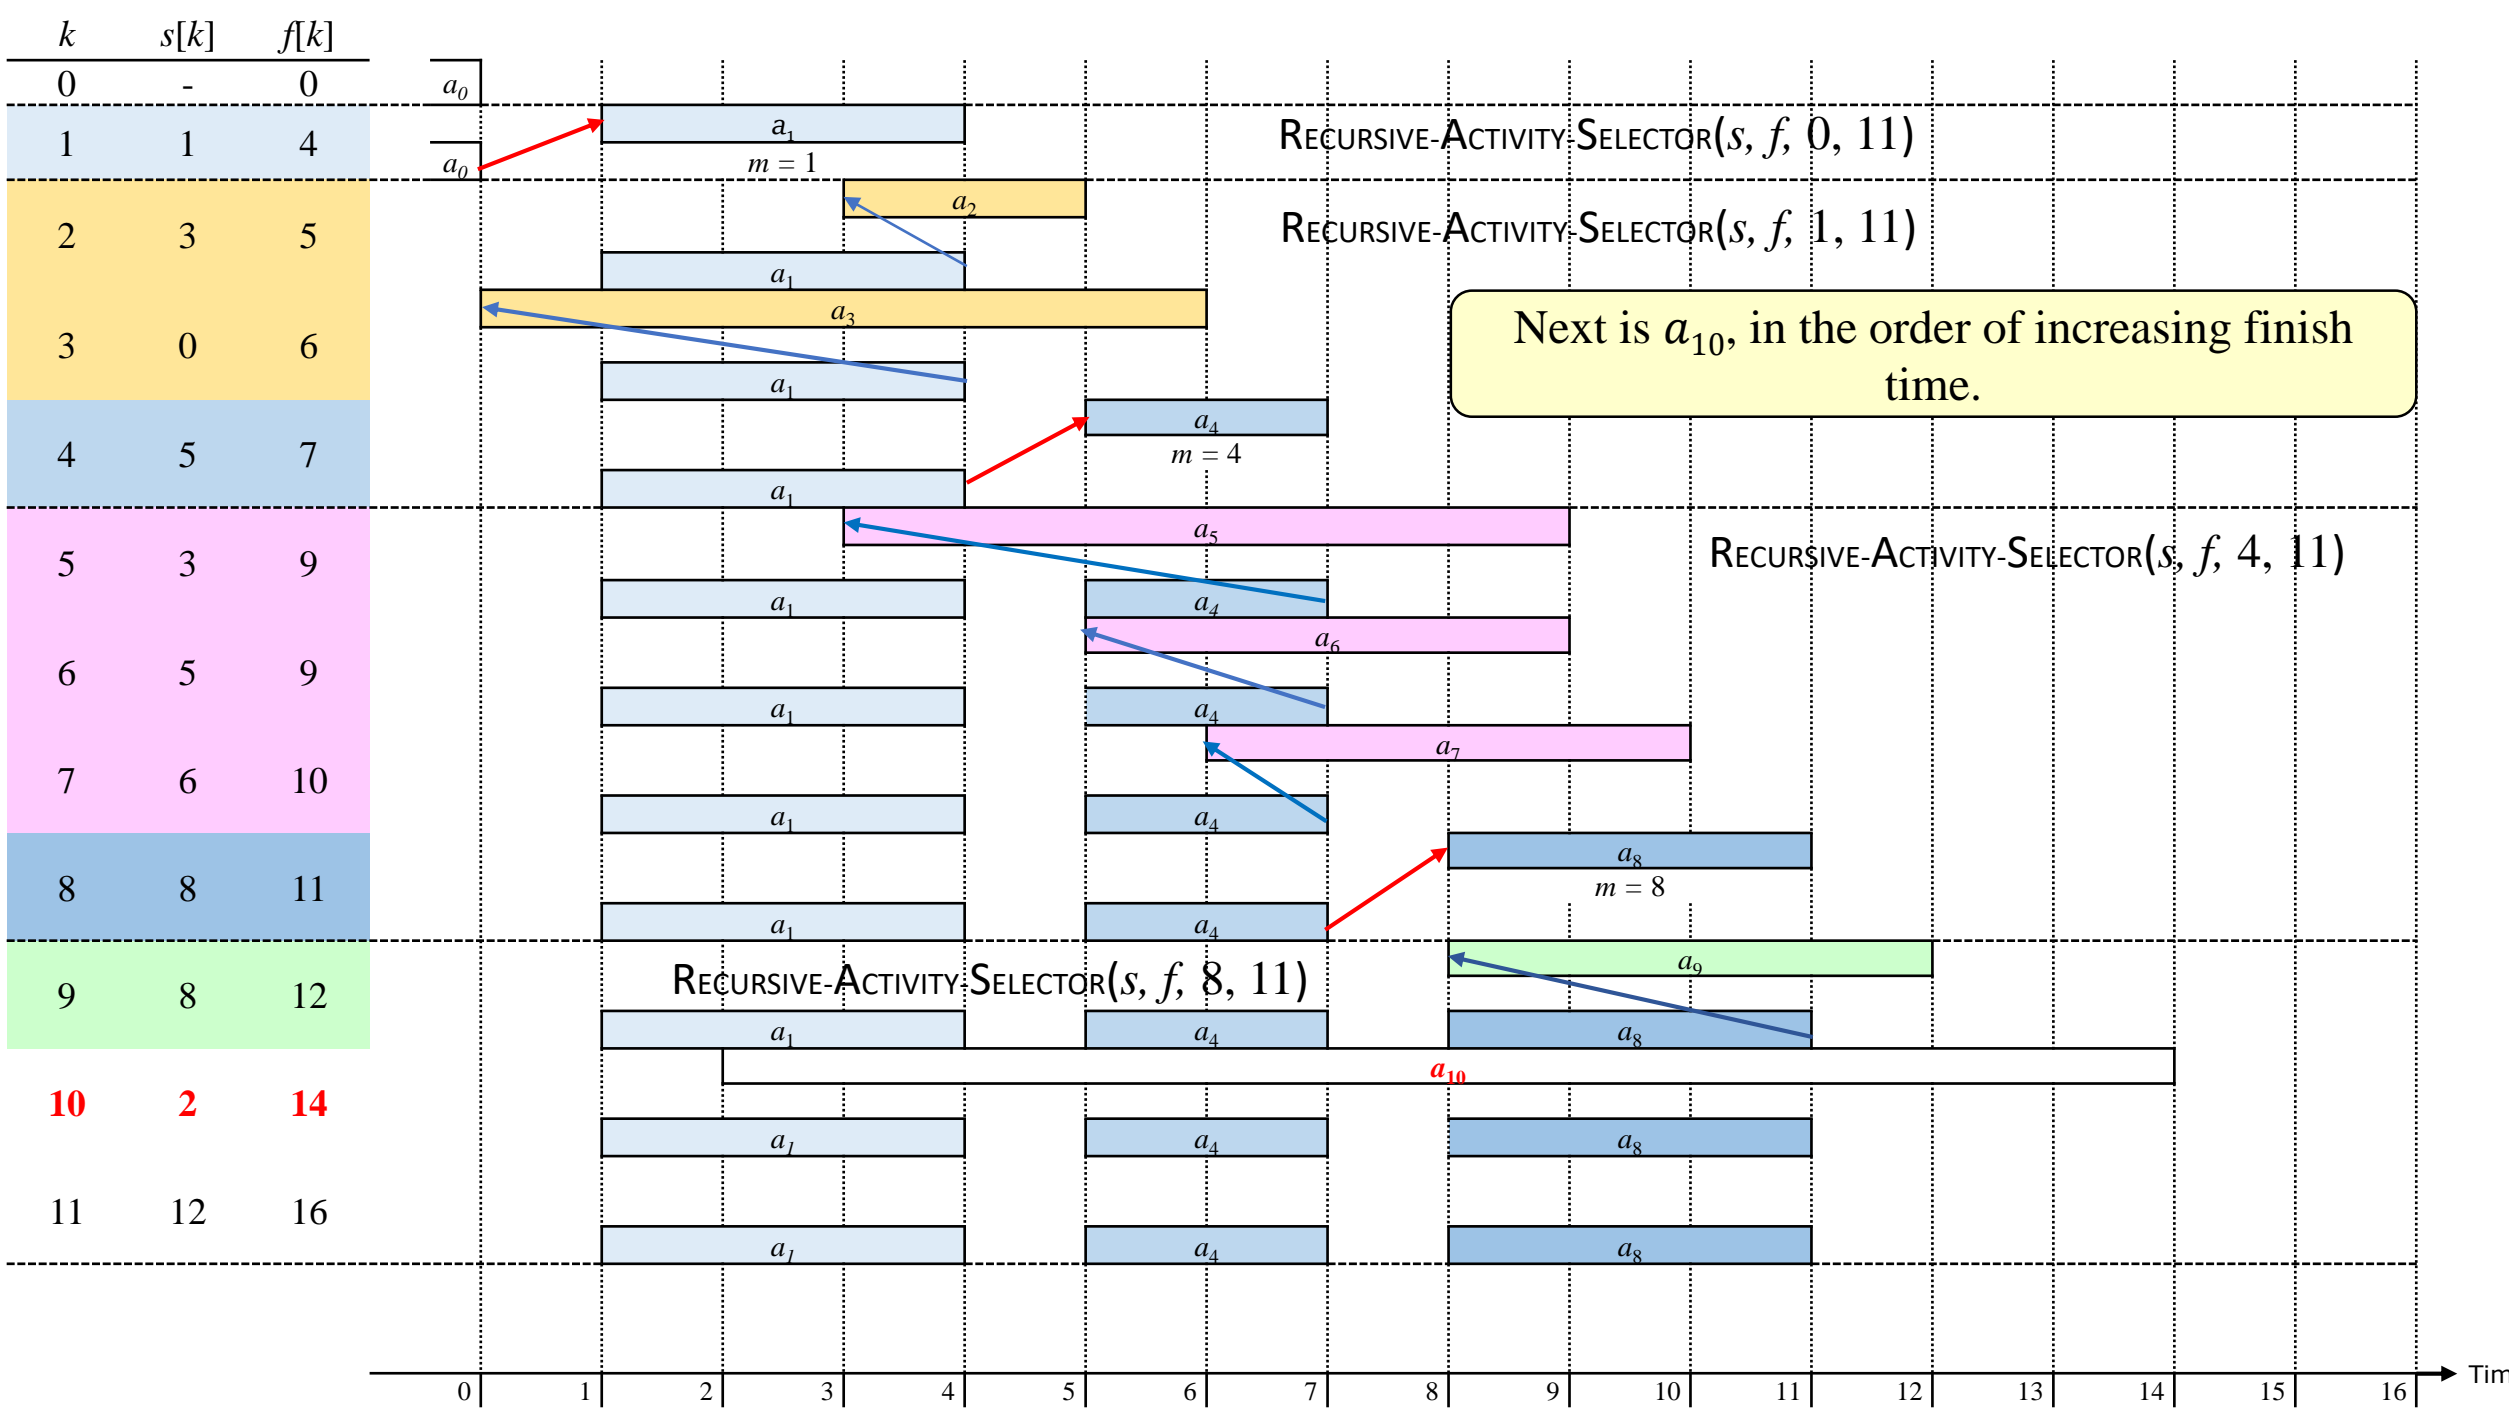 k s[k] f[k]
0 - 0 a0
1 1 4 a1 RECURSIVE-ACTIVITY-SELECTOR(s, f, 0, 11)
a0 m = 1
a2
2 3 5 RECURSIVE-ACTIVITY-SELECTOR(s, f, 1, 11)
a1
a3
Next is a10, in the order of increasing finish
time.
3 0 6
a1
a4
4 5 7 m = 4
a1
a5
5 3 9 RECURSIVE-ACTIVITY-SELECTOR(s, f, 4, 11)
a1 a4
a6
6 5 9
a1 a4
a7
7 6 10
a1 a4
a8
8 8 11 m = 8
a1 a4
a9
9 8 12 RECURSIVE-ACTIVITY-SELECTOR(s, f, 8, 11)
a1 a4 a8
a10
10 2 14
a1 a4 a8
11 12 16
a1 a4 a8
0 1 2 3 4 5 6 7 8 9 10 11 12 13 14 15 16